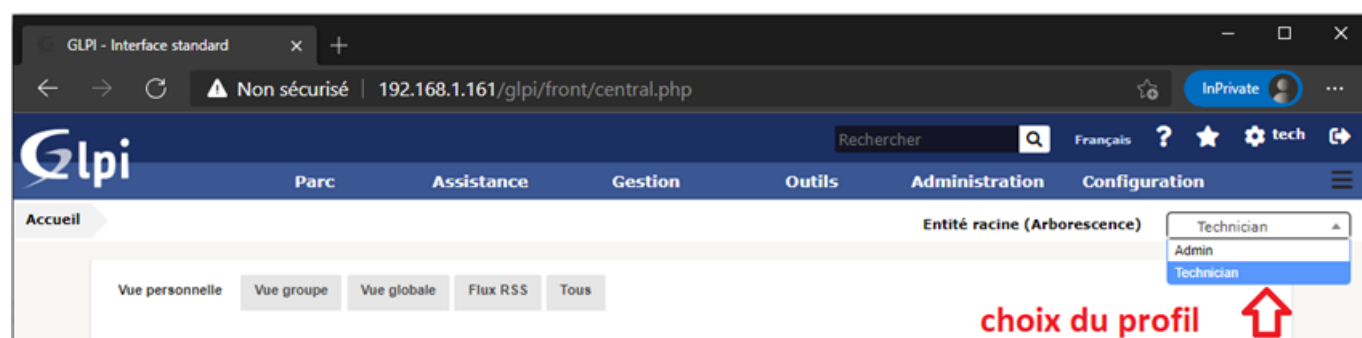 GLPI - Interface standard
Non sécurisé | 192.168.1.161/glpi/front/central.php InPrivate
Glpi
Rechercher Français ? tech
Parc Assistance Gestion Outils Administration Configuration
Accueil Entité racine (Arborescence) Technician
Admin
Technician
Vue personnelle Vue groupe Vue globale Flux RSS Tous
choix du profil